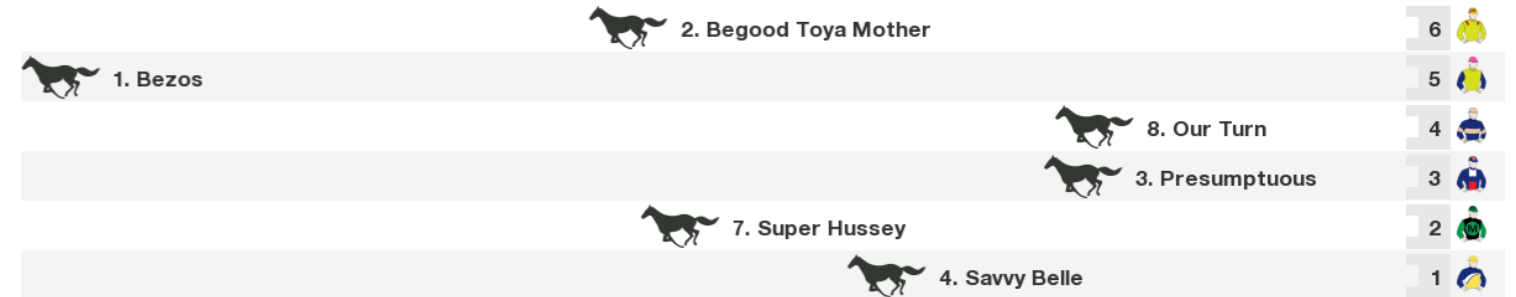 2. Begood Toya Mother 6
1. Bezos 5
8. Our Turn 4
3. Presumptuous 3
7. Super Hussey 2 M
4. Savvy Belle 1